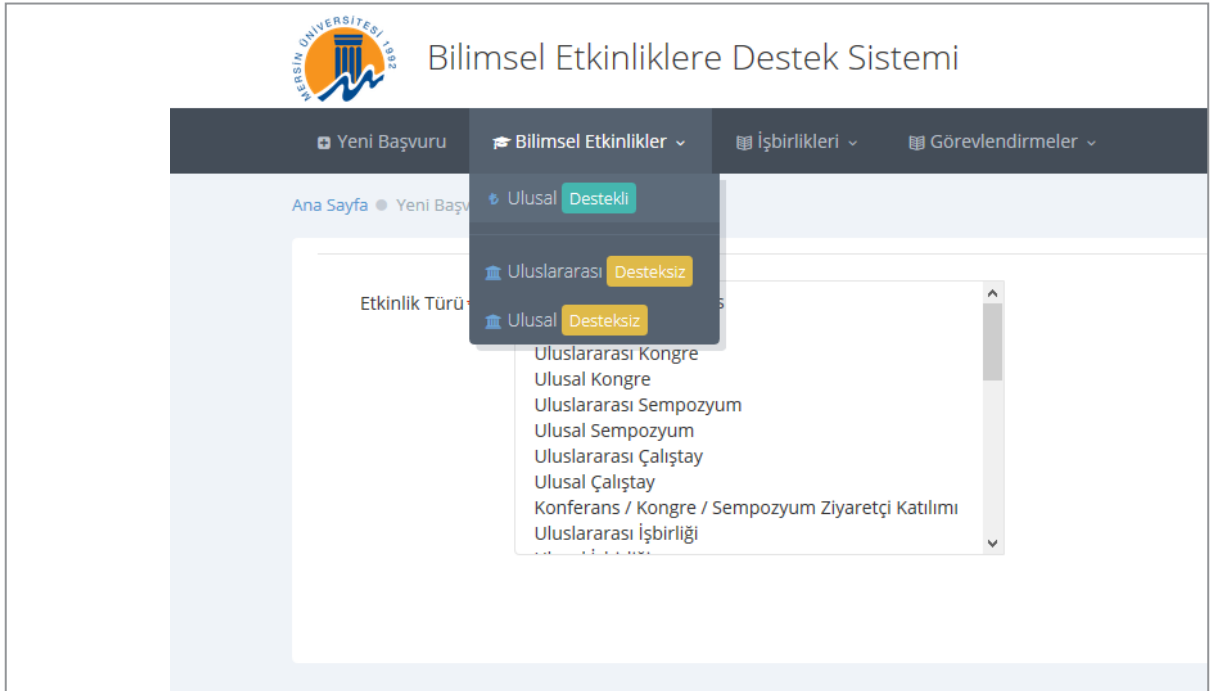 MERSİN ÜNİVERSİTESİ 1992
Bilimsel Etkinliklere Destek Sistemi
Yeni Başvuru Bilimsel Etkinlikler İşbirlikleri Görevlendirmeler
Ana Sayfa Yeni
Ulusal Destekli
Uluslararası Desteksiz
Ulusal Desteksiz
Etkinlik Türü
Uluslararası Kongre
Ulusal Kongre
Uluslararası Sempozyum
Ulusal Sempozyum
Uluslararası Çalıştay
Ulusal Çalıştay
Konferans / Kongre / Sempozyum Ziyaretçi Katılımı
Uluslararası İşbirliği